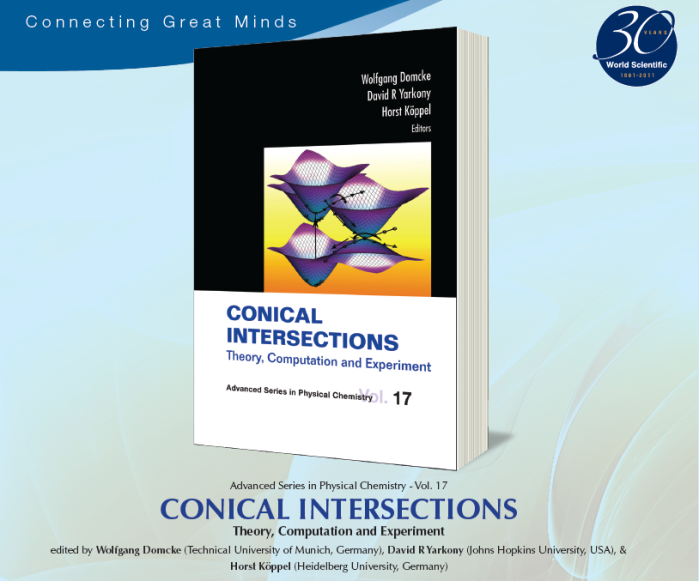 Connecting Great Minds
30
YEARS
World Scientific
1981-2011
Wolfgang Domcke
David R Yarkony
Horst Köppel
Editors
CONICAL
INTERSECTIONS
Theory, Computation and Experiment
Advanced Series in Physical Chemistry Vol. 17
Advanced Series in Physical Chemistry - Vol. 17
CONICAL INTERSECTIONS
Theory, Computation and Experiment
edited by Wolfgang Domcke (Technical University of Munich, Germany), David R Yarkony (Johns Hopkins University, USA), &
Horst Köppel (Heidelberg University, Germany)